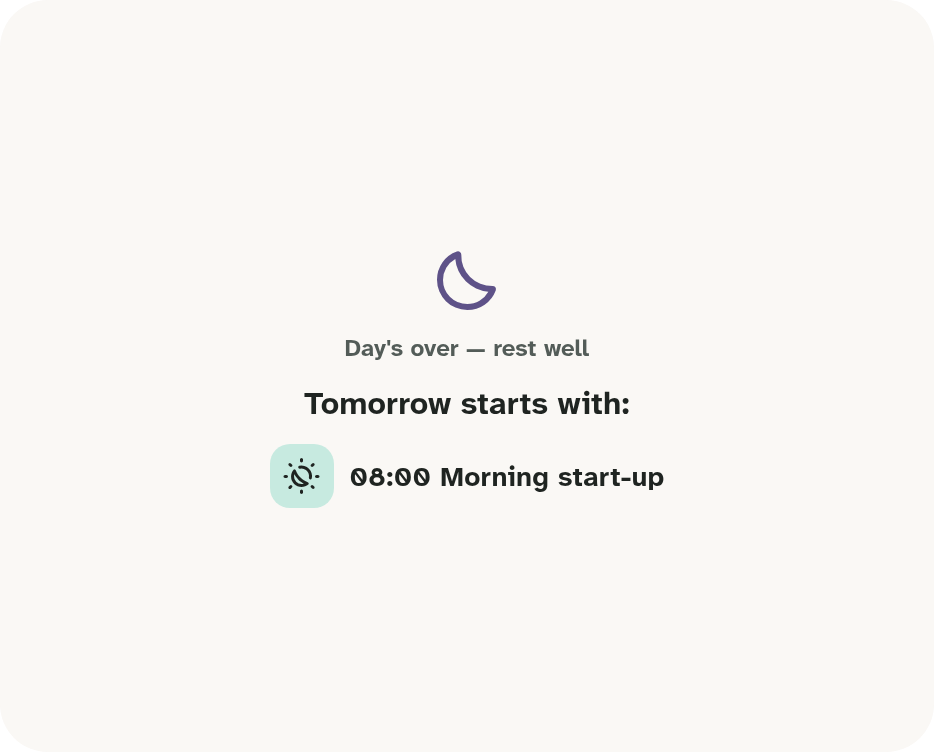 Day's over — rest well
Tomorrow starts with:
08:00 Morning start-up